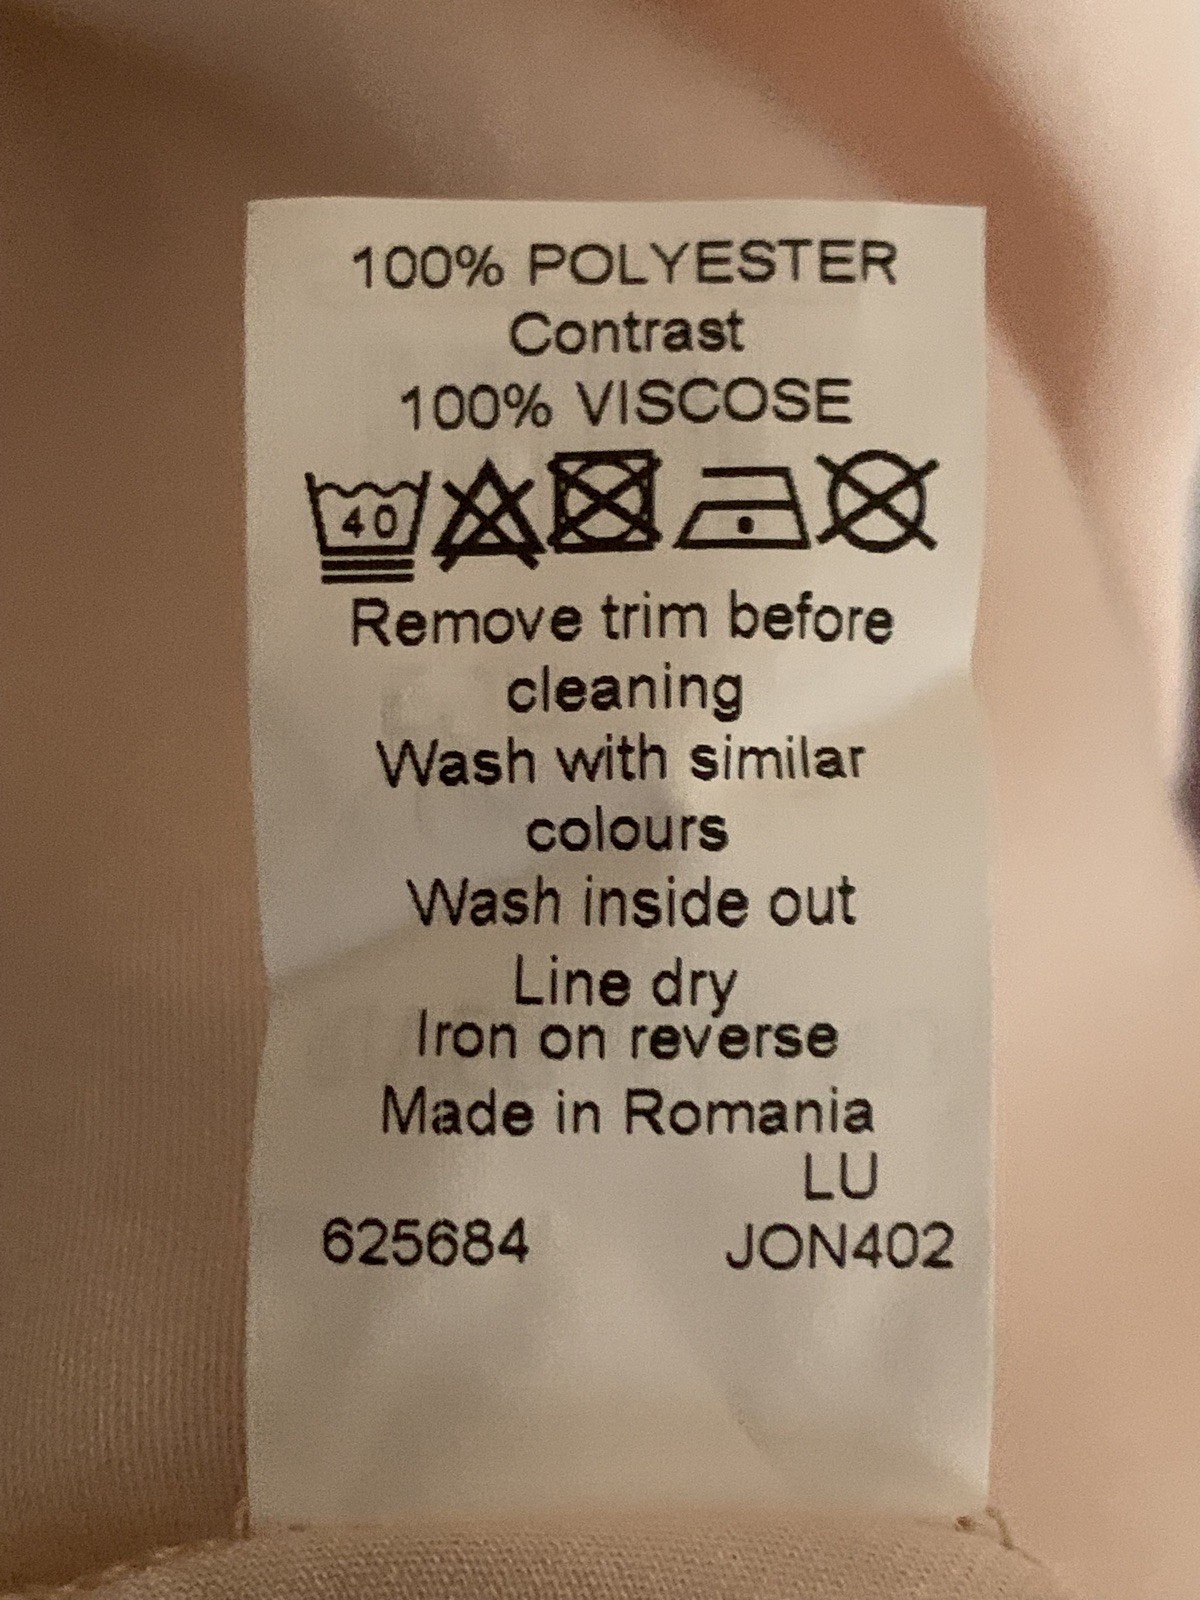 100% POLYESTER
Contrast
100% VISCOSE
40
Remove trim before
cleaning
Wash with similar
colours
Wash inside out
Line dry
Iron on reverse
Made in Romania
LU
625684 JON402